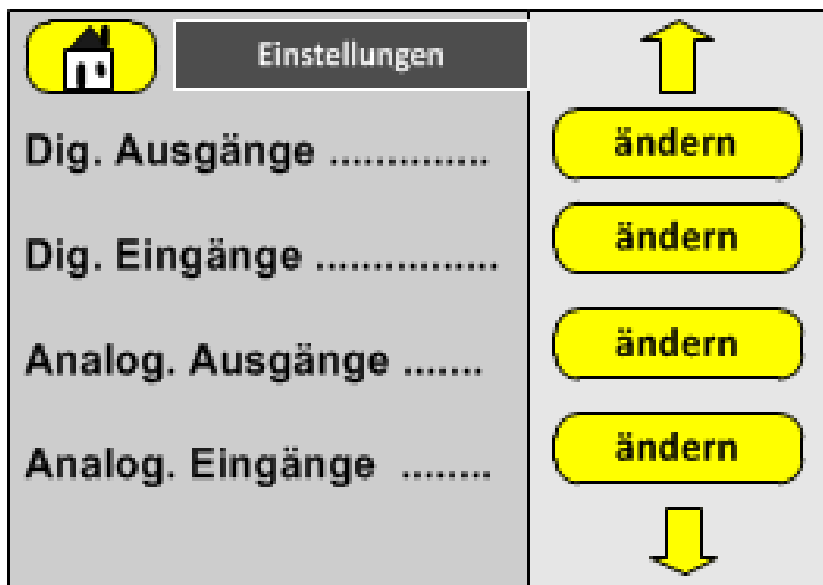 Einstellungen
Dig. Ausgänge .............. ändern
Dig. Eingänge ................ ändern
Analog. Ausgänge ....... ändern
Analog. Eingänge ........ ändern